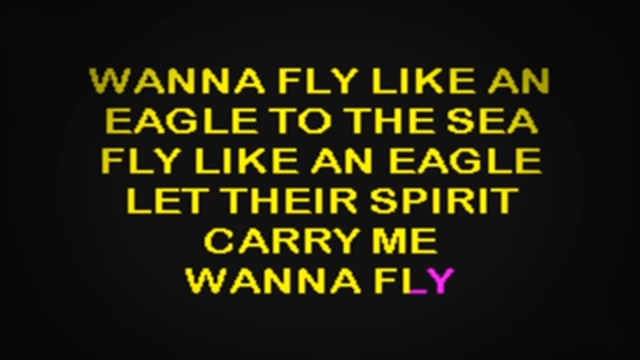 WANNA FLY LIKE AN
EAGLE TO THE SEA
FLY LIKE AN EAGLE
LET THEIR SPIRIT
CARRY ME
WANNA FLY